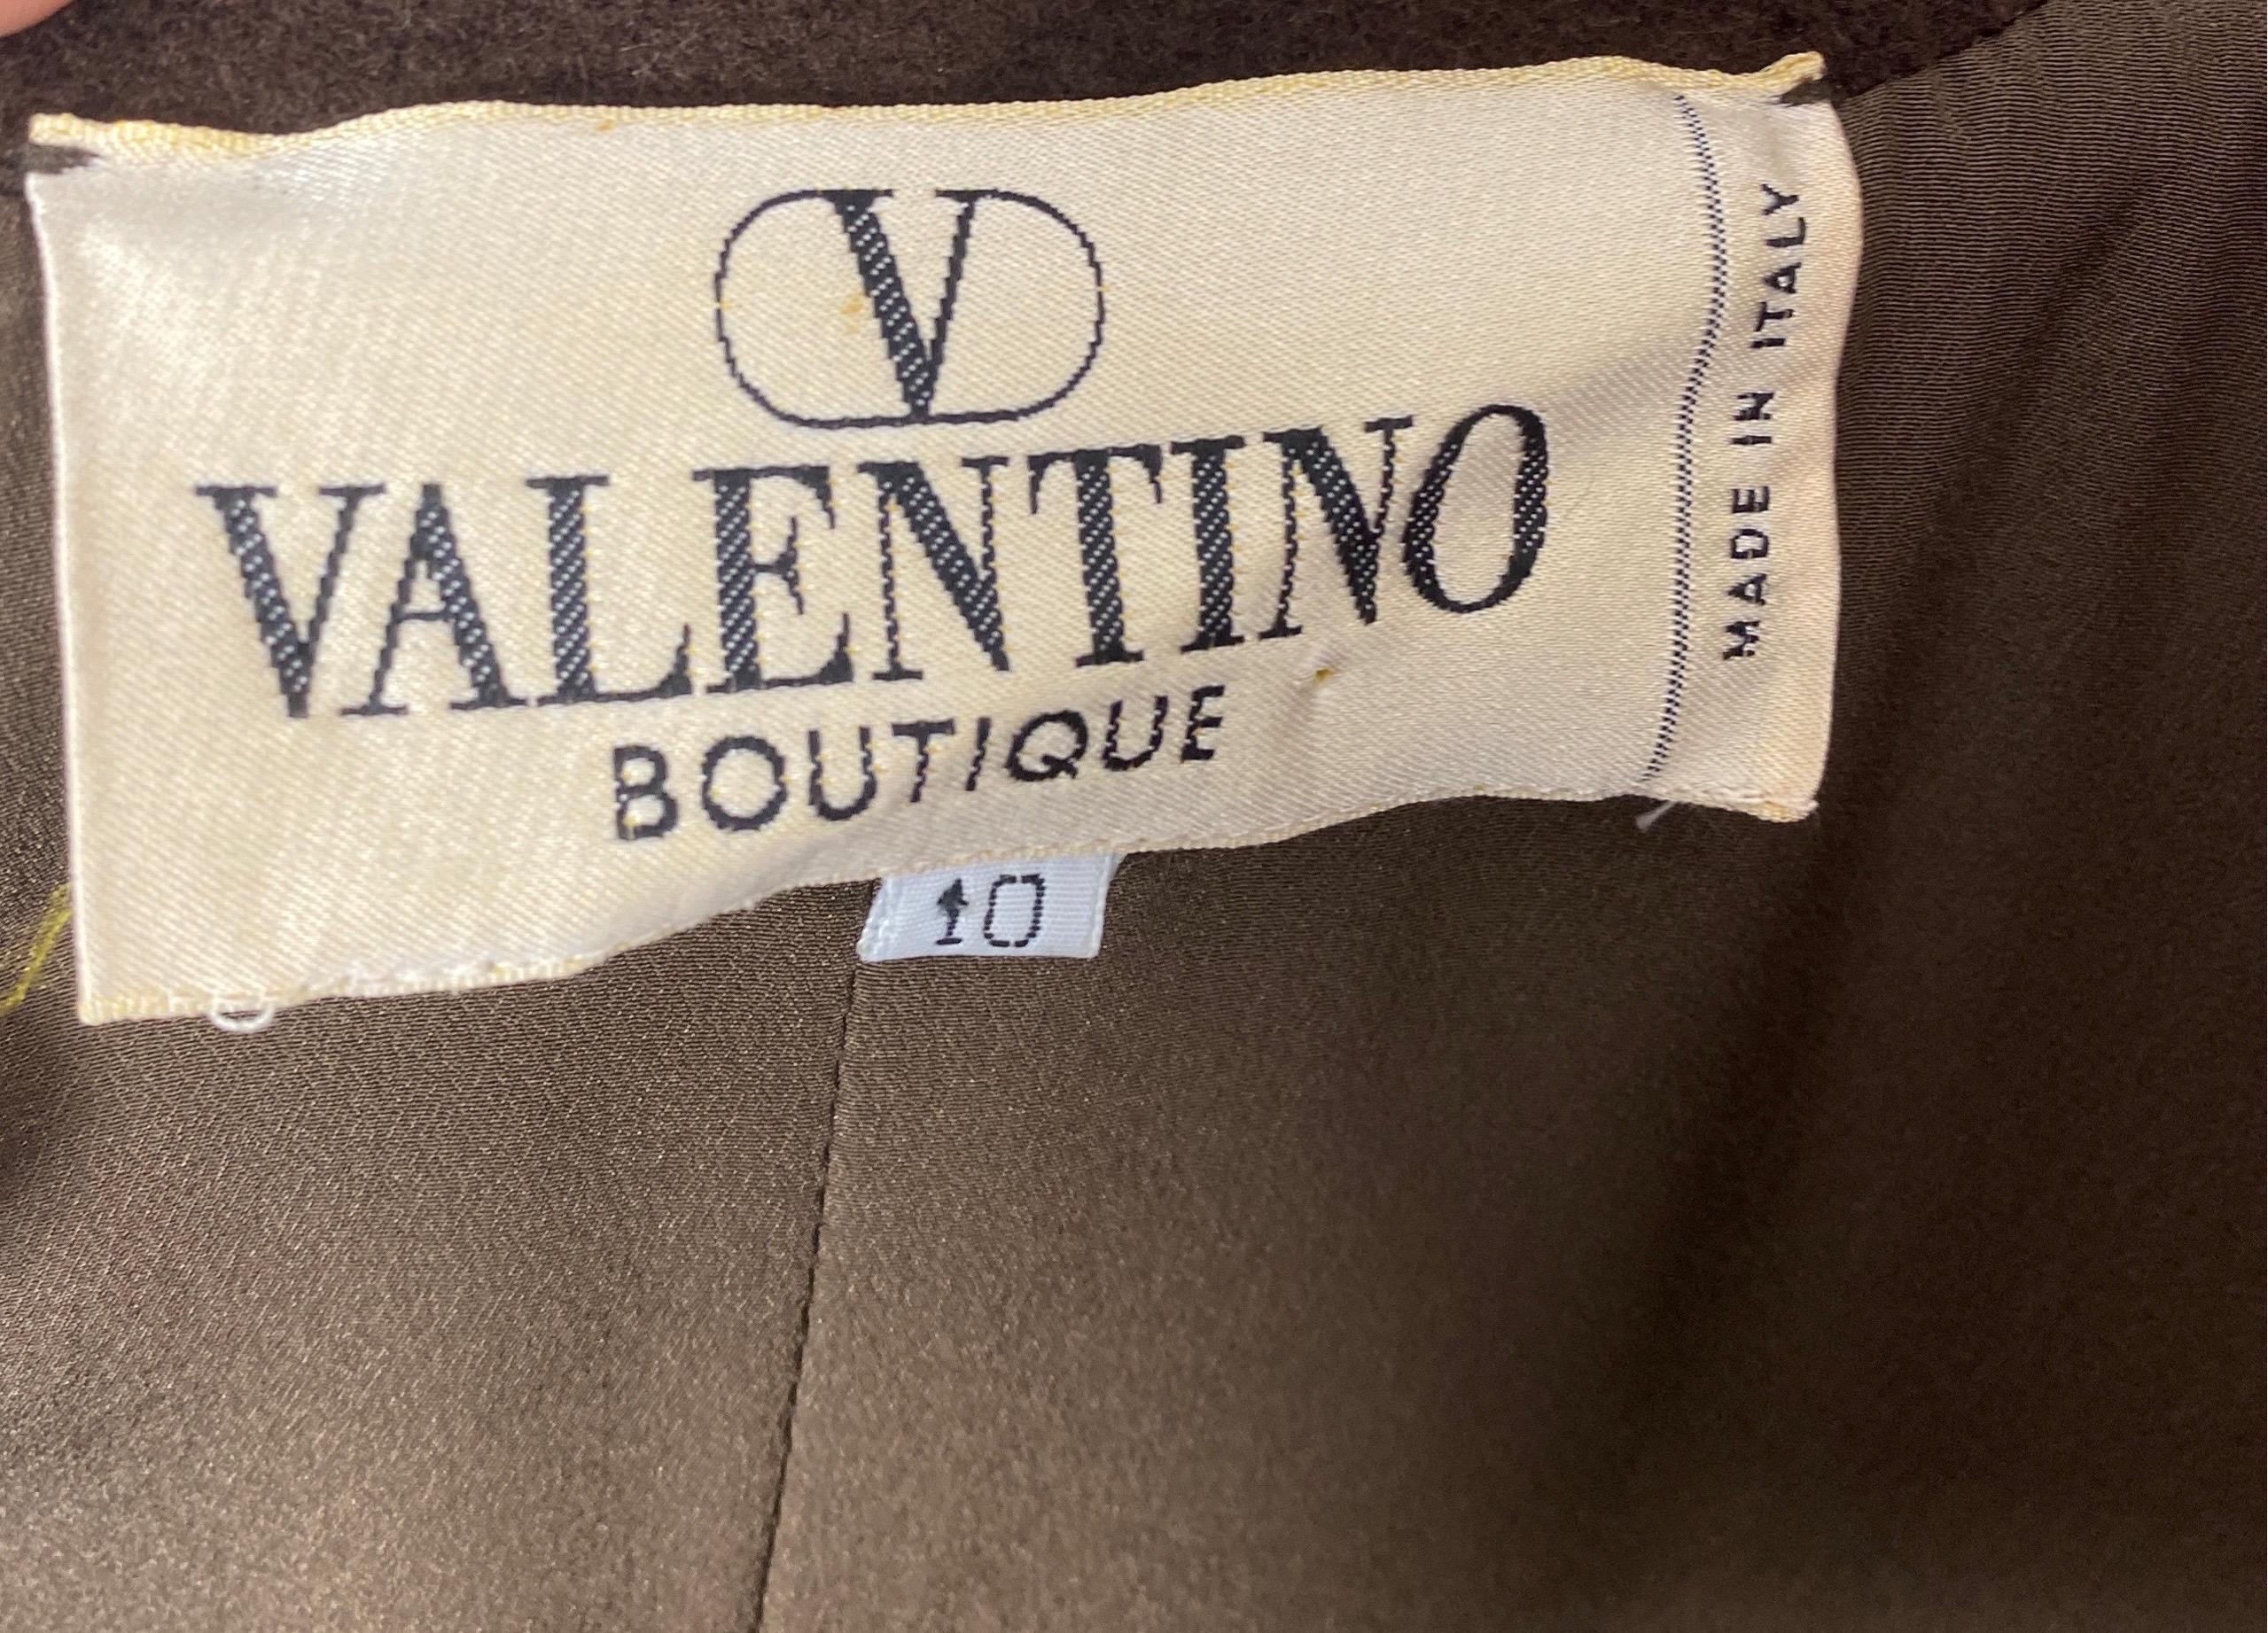 V
VALENTINO
BOUTIQUE
MADE IN ITALY
10